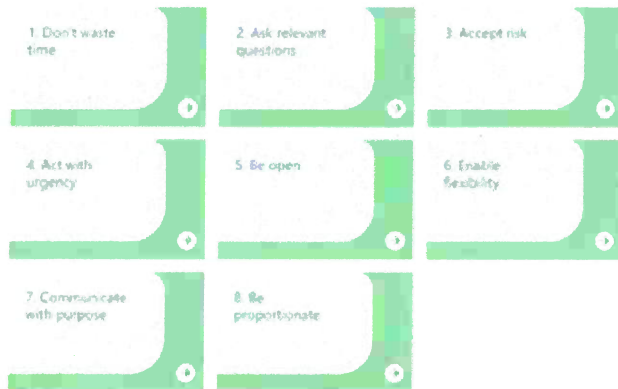 1. Don't waste
time
2. Ask relevant
questions
3. Accept risk
4. Act with
urgency
5. Be open
6. Enable
flexibility
7. Communicate
with purpose
8. Be
proportionate